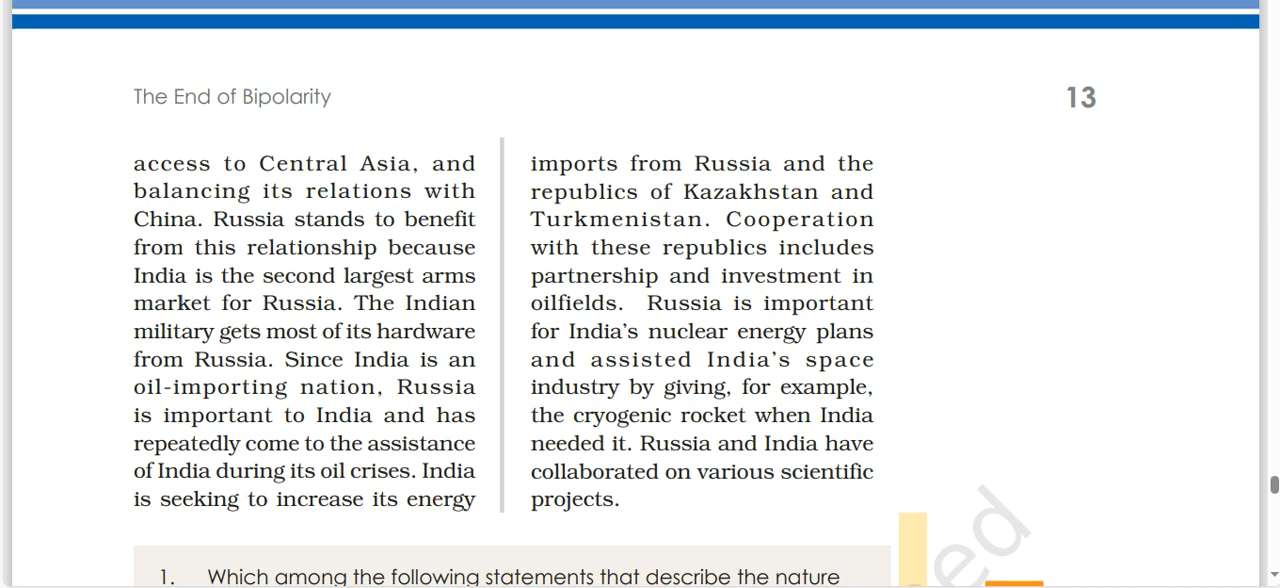 The End of Bipolarity
13
access to Central Asia, and
balancing its relations with
China. Russia stands to benefit
from this relationship because
India is the second largest arms
market for Russia. The Indian
military gets most of its hardware
from Russia. Since India is an
oil-importing nation, Russia
is important to India and has
repeatedly come to the assistance
of India during its oil crises. India
is seeking to increase its energy
imports from Russia and the
republics of Kazakhstan and
Turkmenistan. Cooperation
with these republics includes
partnership and investment in
oilfields. Russia is important
for India's nuclear energy plans
and assisted India's space
industry by giving, for example,
the cryogenic rocket when India
needed it. Russia and India have
collaborated on various scientific
projects.
1. Which among the following statements that describe the nature